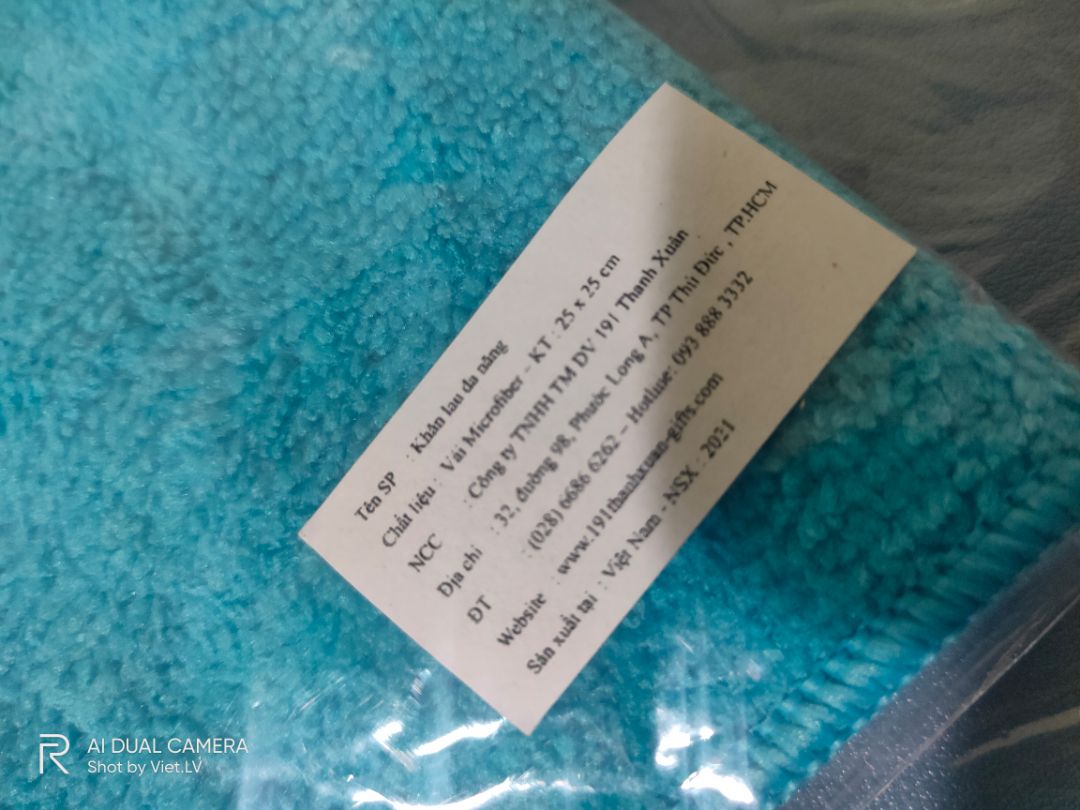 Tên SP : Khăn lau đa năng
Chất liệu : Vải Microfiber – KT : 25 x 25 cm
NCC : Công ty TNHH TM DV 191 Thanh Xuân
Địa chỉ : 32, đường 98, Phước Long A, TP Thủ Đức , TP.HCM
ĐT : (028) 6686 6262 – Hotline: 093 888 3332
Website : www.191thanhxuan-gifts.com
Sản xuất tại : Việt Nam - NSX : 2021
AI DUAL CAMERA
Shot by Viet.LV